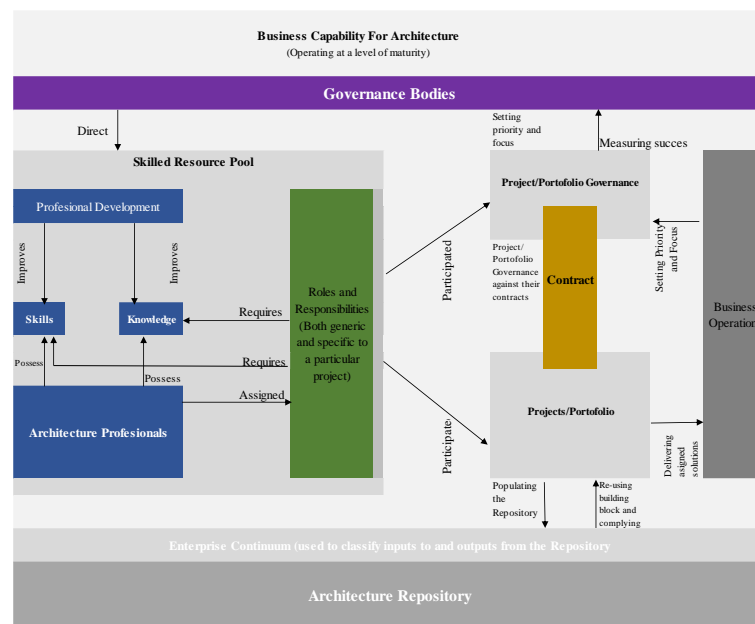 Business Capability For Architecture
(Operating at a level of maturity)
Governance Bodies
Direct
Setting
priority and
focus
Measuring succes
Skilled Resource Pool
Profesional Development
Improves
Improves
Skills
Knowledge
Possess
Possess
Architecture Profesionals
Requires
Requires
Assigned
Roles and
Responsibilities
(Both generic
and specific to
a particular
project)
Participated
Participated
Project/Portofolio Governance
Project/
Portofolio
Governance
against their
contracts
Contract
Setting Priority
and Focus
Business
Operation
Projects/Portofolio
Delivering
asigned
solutions
Populating
the
Repository
Re-using
building
block and
complying
Enterprise Continuum (used to classify inputs to and outputs from the Repository
Architecture Repository